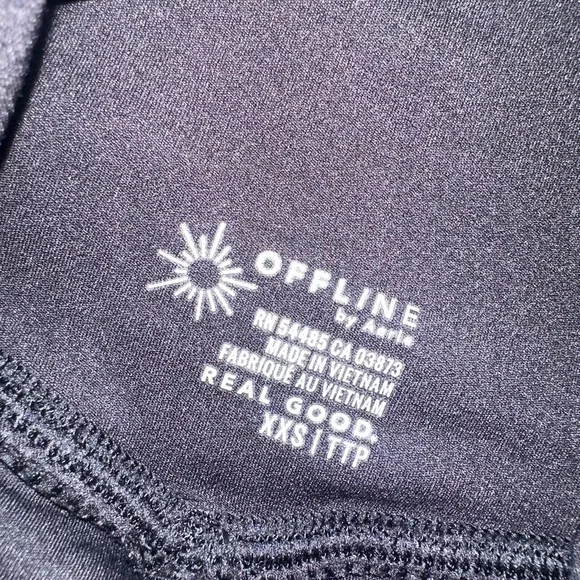 OFFLINE
by Aerie
RN 54485 CA 03873
MADE IN VIETNAM
FABRIQUÉ AU VIETNAM
REAL GOOD.
XXS | TTP